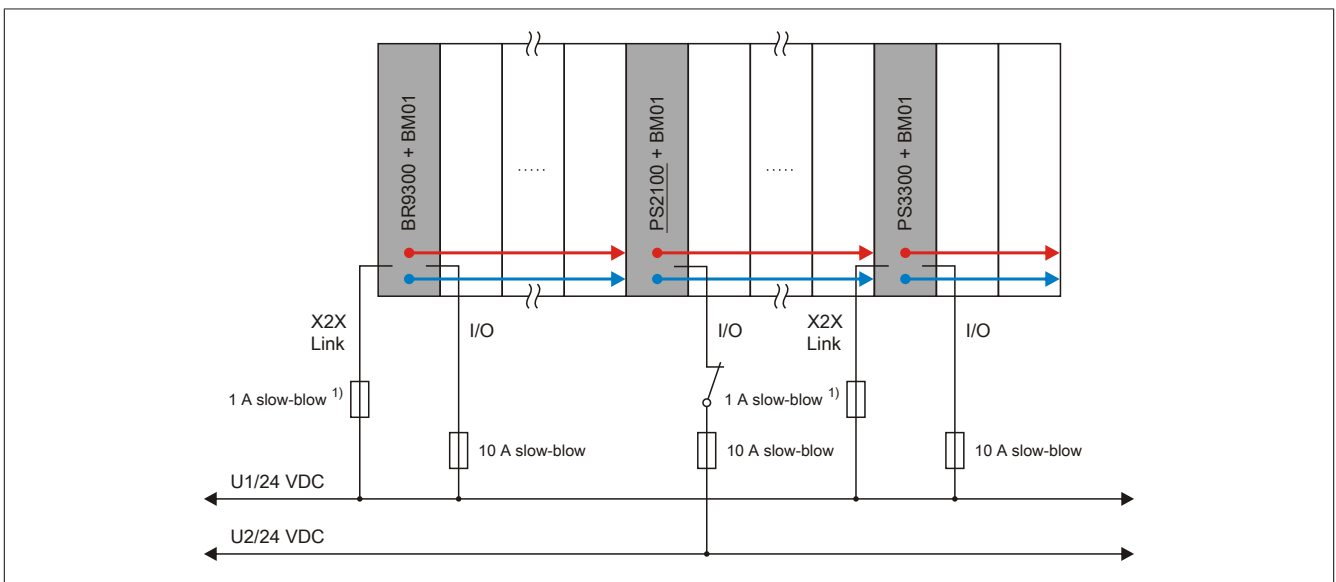 BR9300 + BM01
.....
PS2100 + BM01
.....
PS3300 + BM01
X2X
Link
I/O
I/O
X2X
Link
I/O
1 A slow-blow 1)
1 A slow-blow 1)
10 A slow-blow
10 A slow-blow
10 A slow-blow
U1/24 VDC
U2/24 VDC